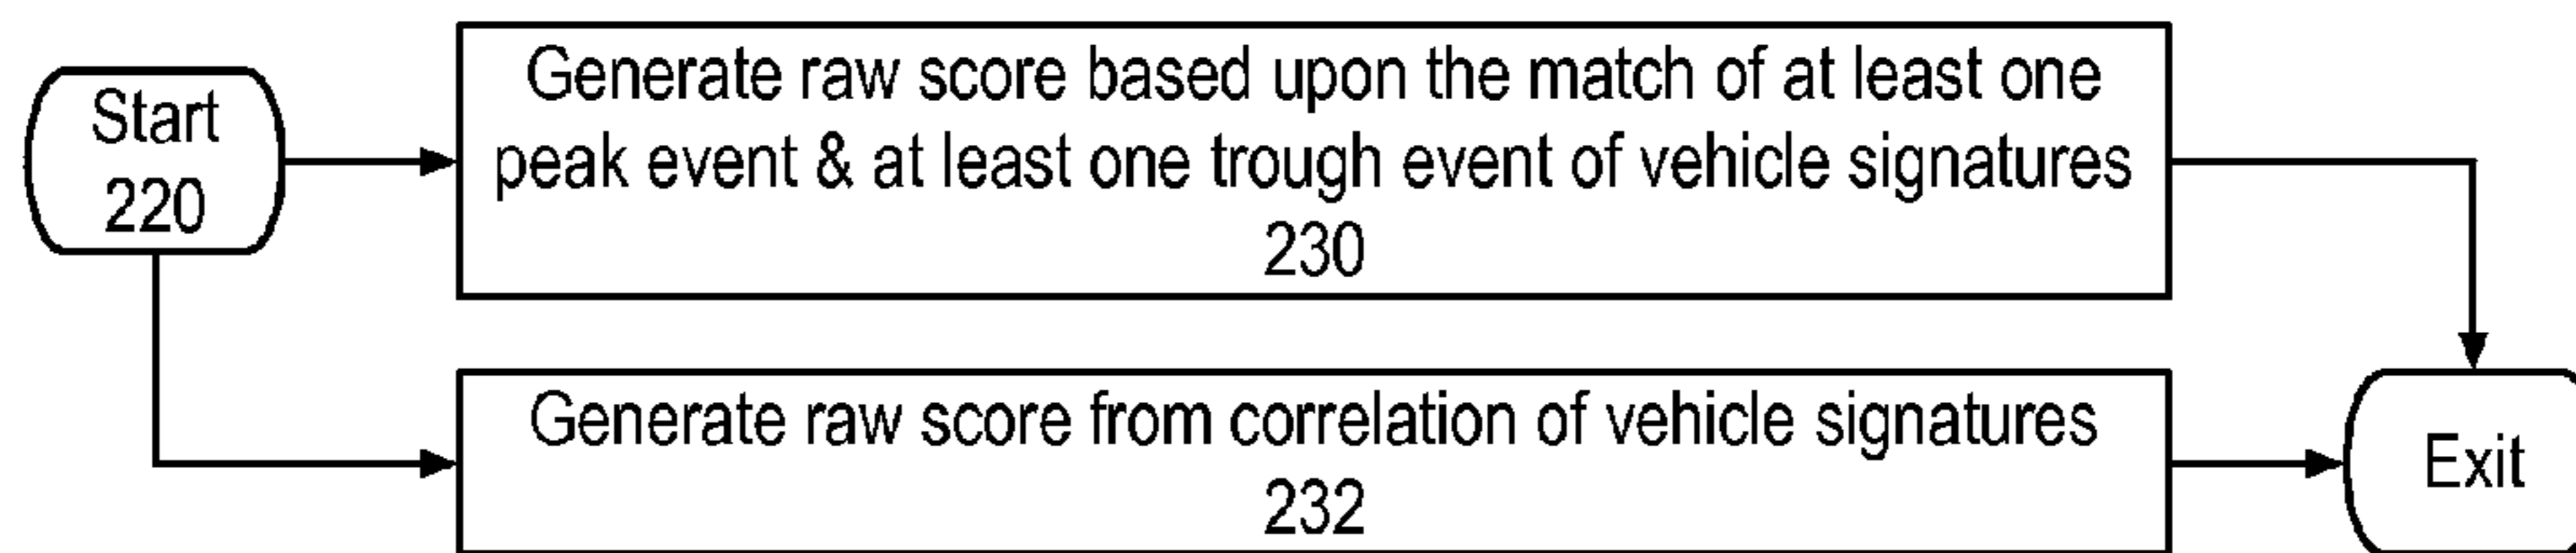 Start
220
Generate raw score based upon the match of at least one
peak event & at least one trough event of vehicle signatures
230
Generate raw score from correlation of vehicle signatures
232
Exit